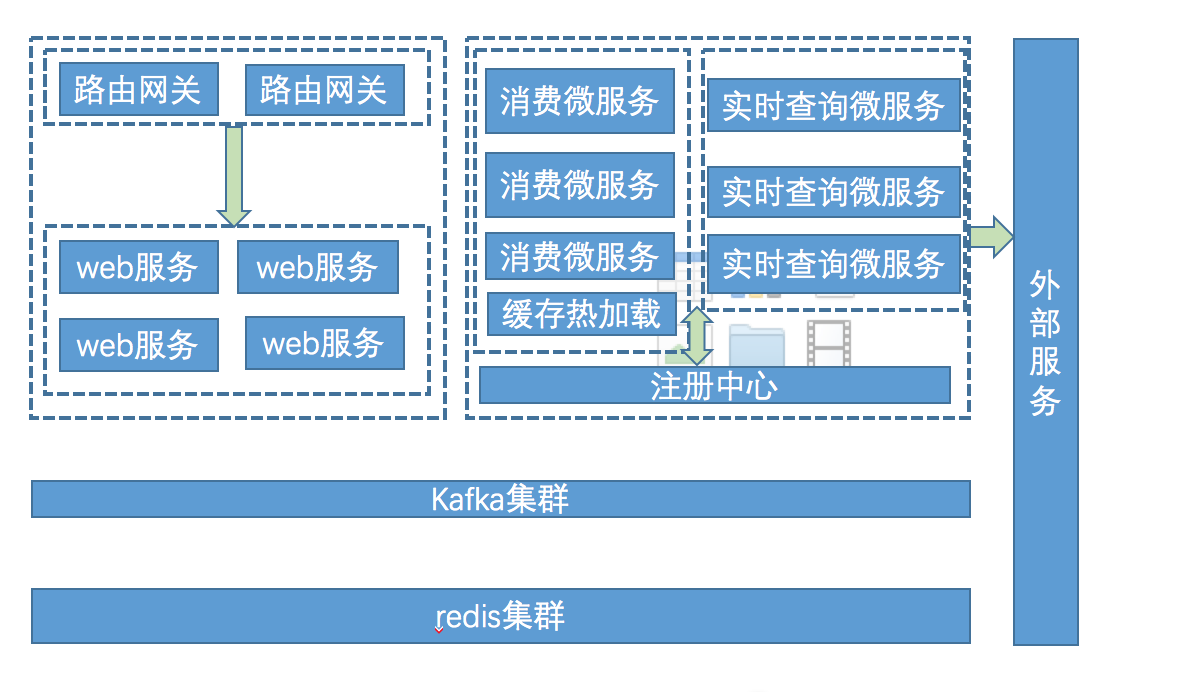 路由网关
路由网关
web服务
web服务
web服务
web服务
消费微服务
消费微服务
消费微服务
缓存热加载
实时查询微服务
实时查询微服务
实时查询微服务
注册中心
外部服务
Kafka集群
redis集群